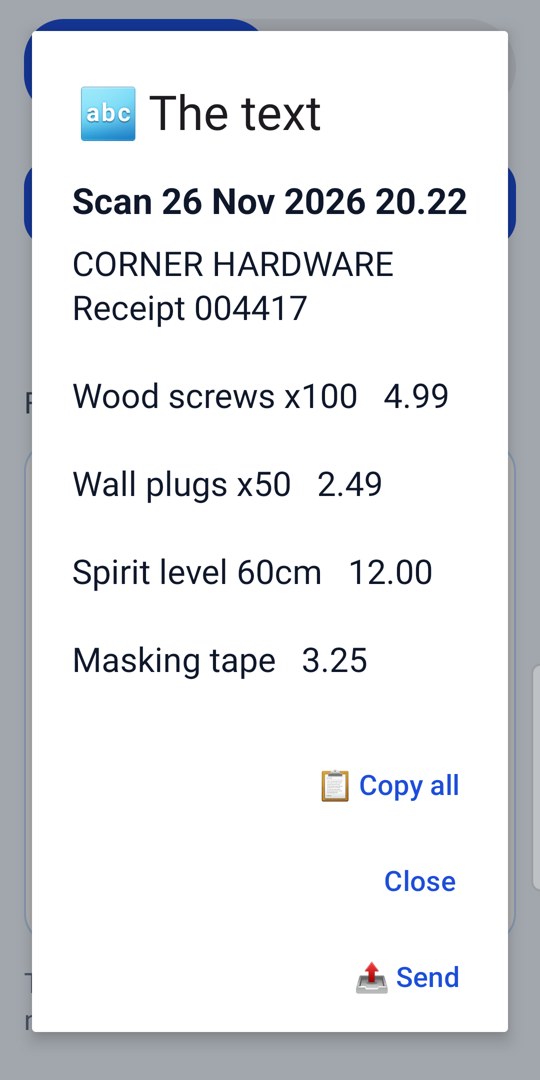 abc The text
Scan 26 Nov 2026 20.22
CORNER HARDWARE
Receipt 004417
Wood screws x100   4.99
Wall plugs x50   2.49
Spirit level 60cm   12.00
Masking tape   3.25
Copy all
Close
Send